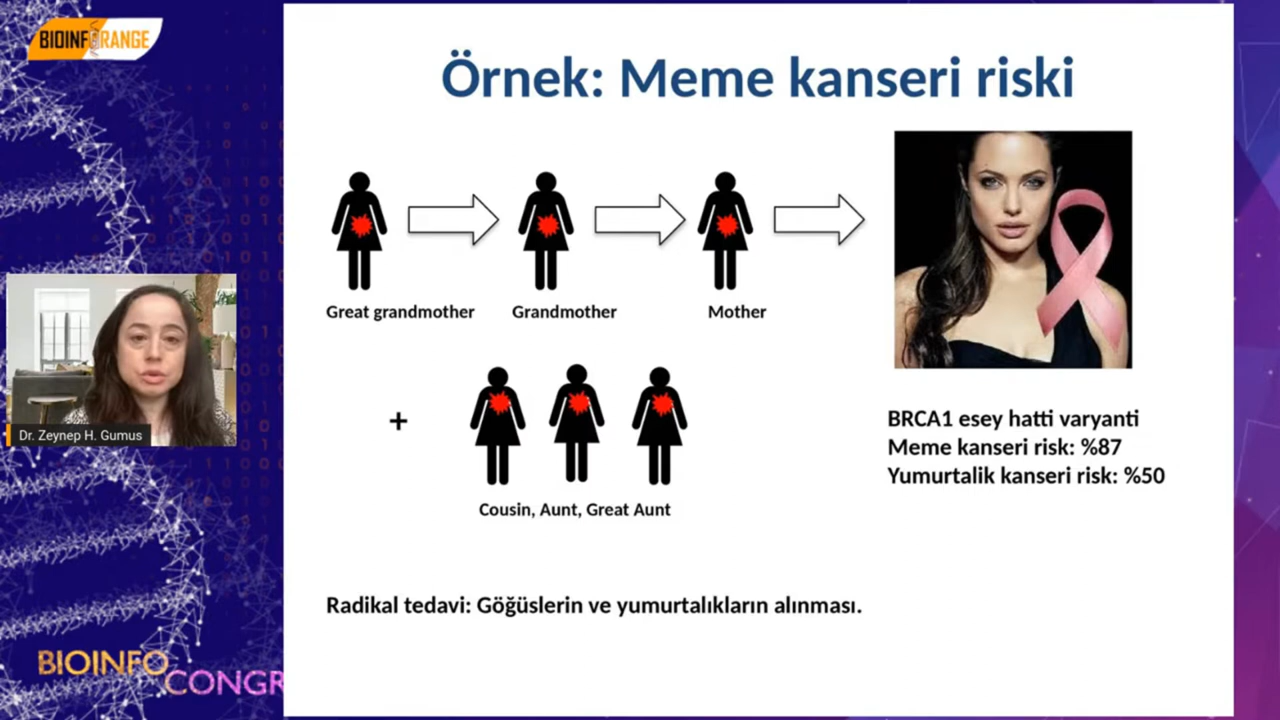 BIOINFORANGE
Örnek: Meme kanseri riski
Great grandmother
Grandmother
Mother
Dr. Zeynep H. Gumus
+
BRCA1 esey hatti varyanti
Meme kanseri risk: %87
Yumurtalik kanseri risk: %50
Cousin, Aunt, Great Aunt
Radikal tedavi: Göğüslerin ve yumurtalıkların alınması.
BIOINFO
CONGR